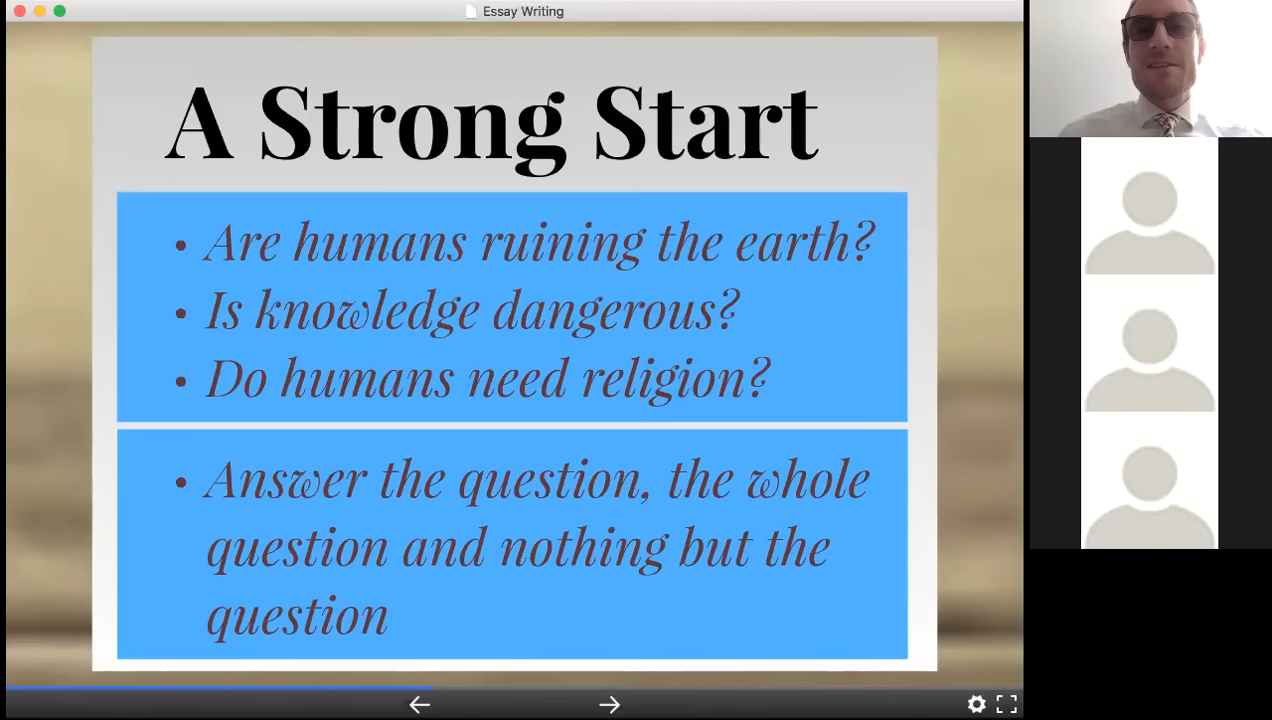 Essay Writing
A Strong Start
• Are humans ruining the earth?
• Is knowledge dangerous?
• Do humans need religion?
• Answer the question, the whole
question and nothing but the
question